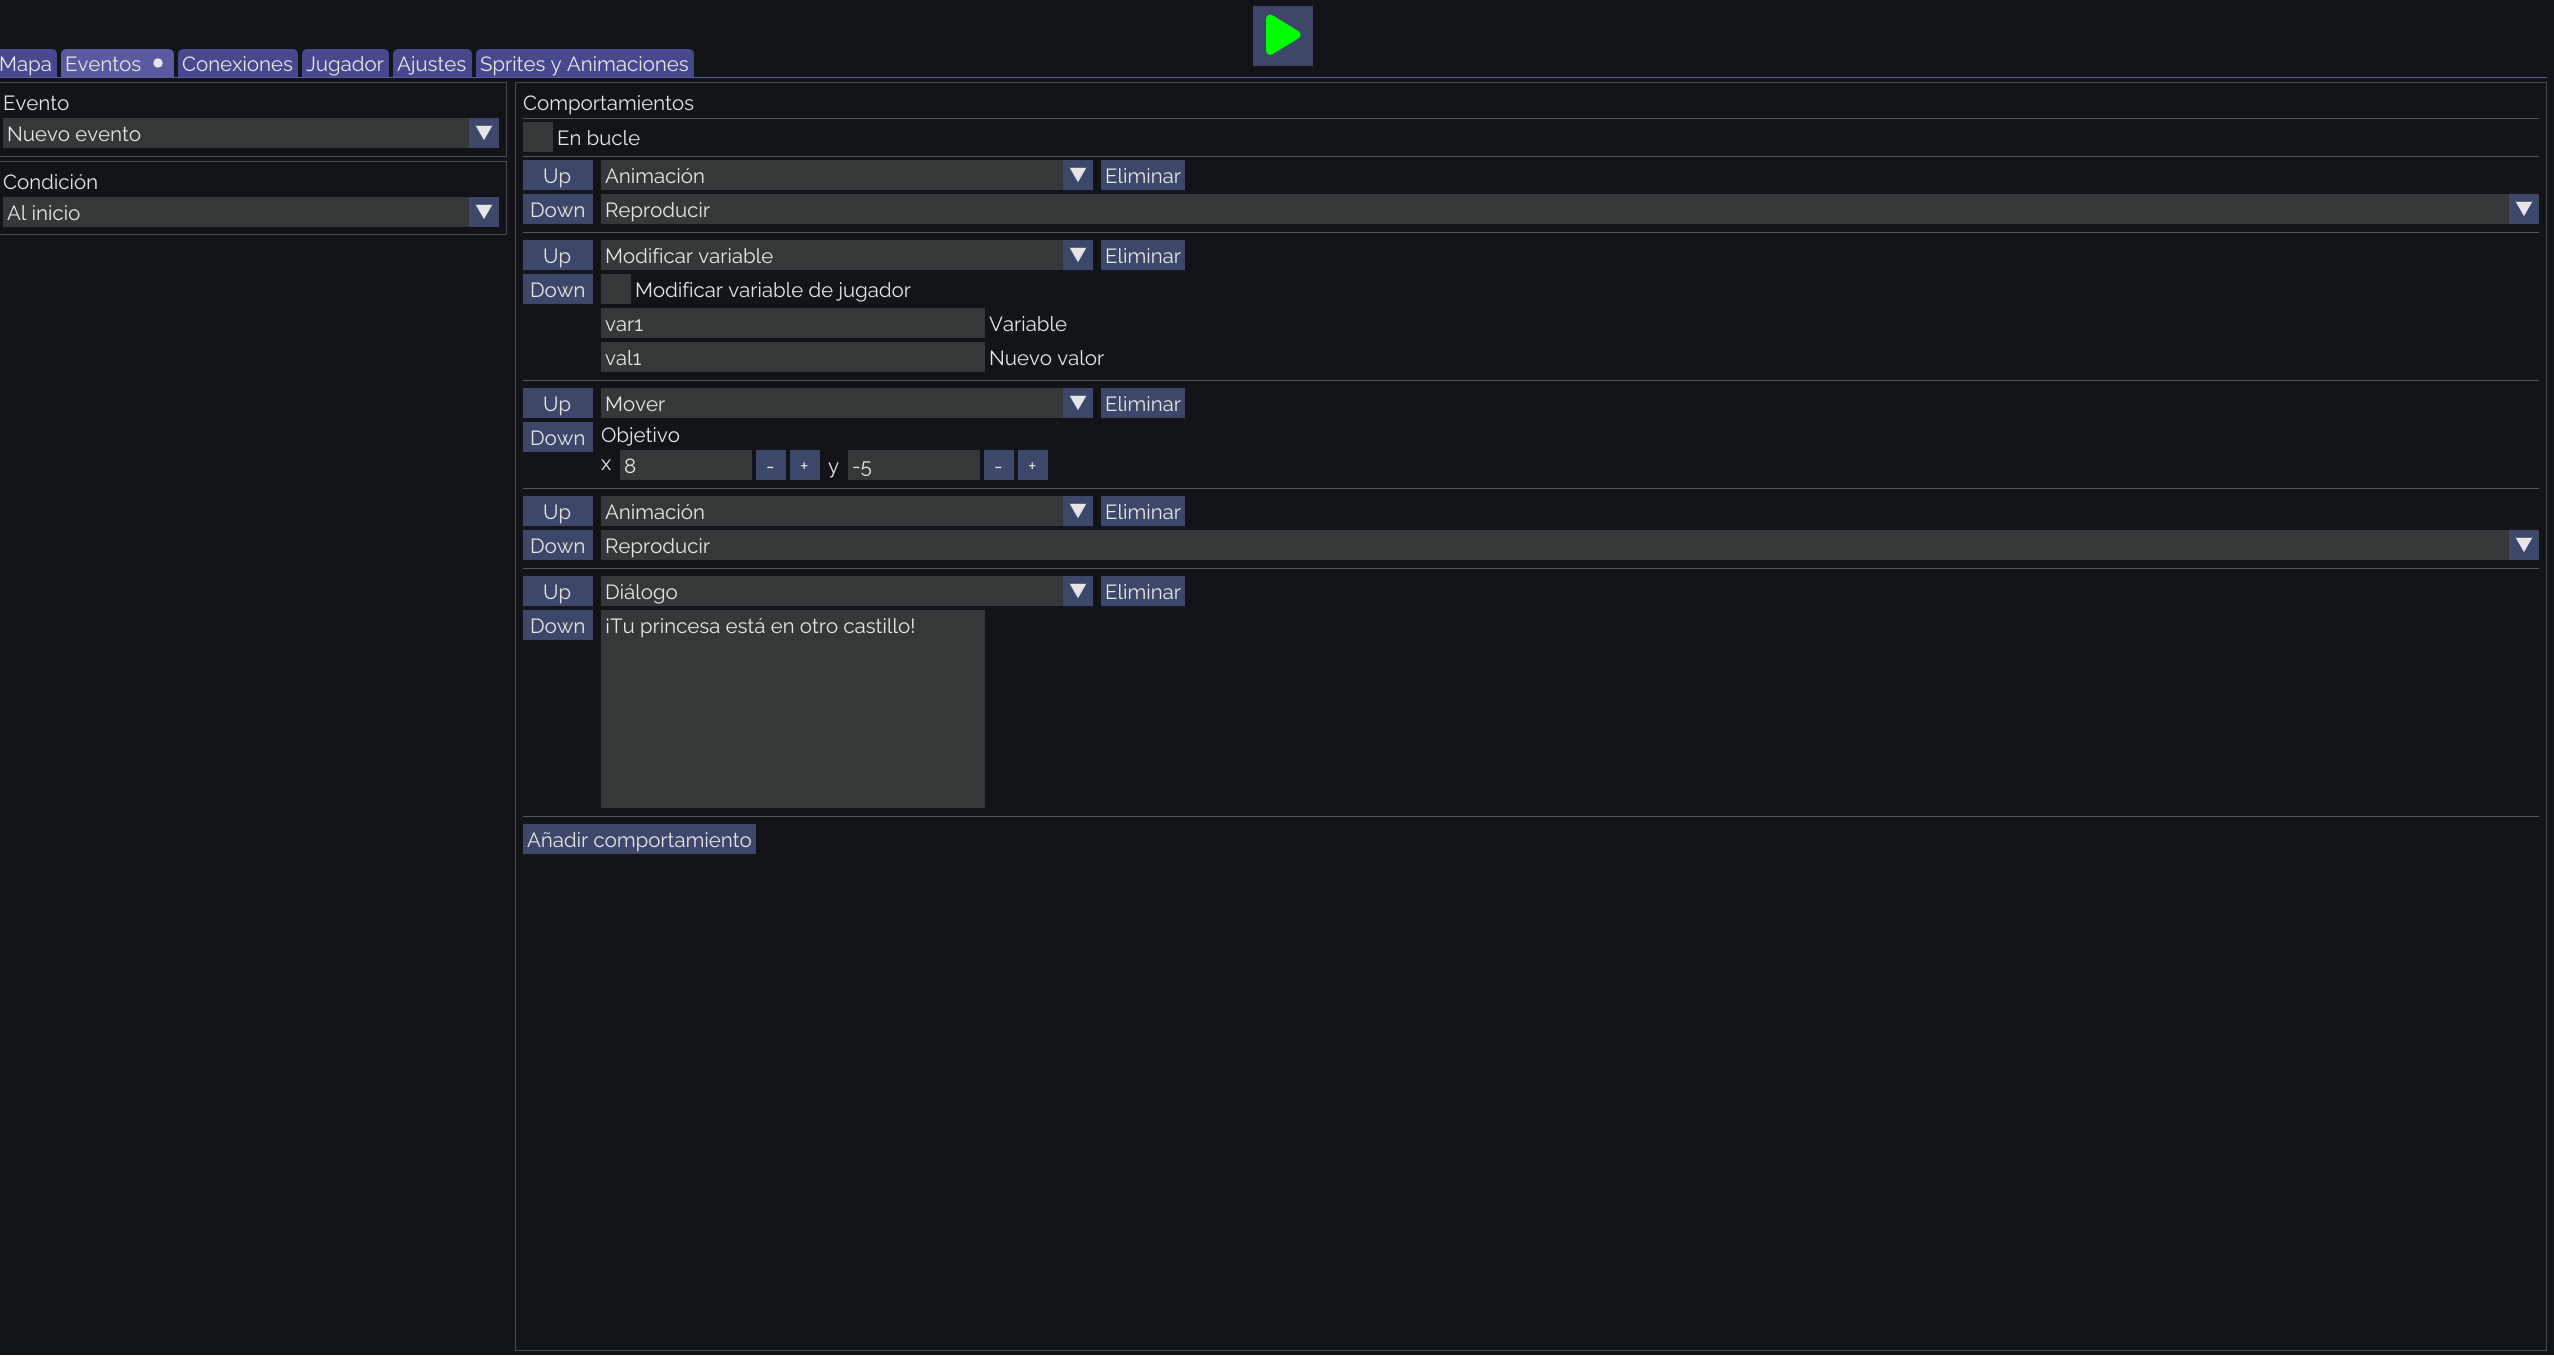 Mapa Eventos Conexiones Jugador Ajustes Sprites y Animaciones
Evento
Nuevo evento
Condición
Al inicio
Comportamientos
En bucle
Up Animación Eliminar
Down Reproducir
Up Modificar variable Eliminar
Down Modificar variable de jugador
var1 Variable
val1 Nuevo valor
Up Mover Eliminar
Down Objetivo
x 8 - + y -5 - +
Up Animación Eliminar
Down Reproducir
Up Diálogo Eliminar
Down ¡Tu princesa está en otro castillo!
Añadir comportamiento